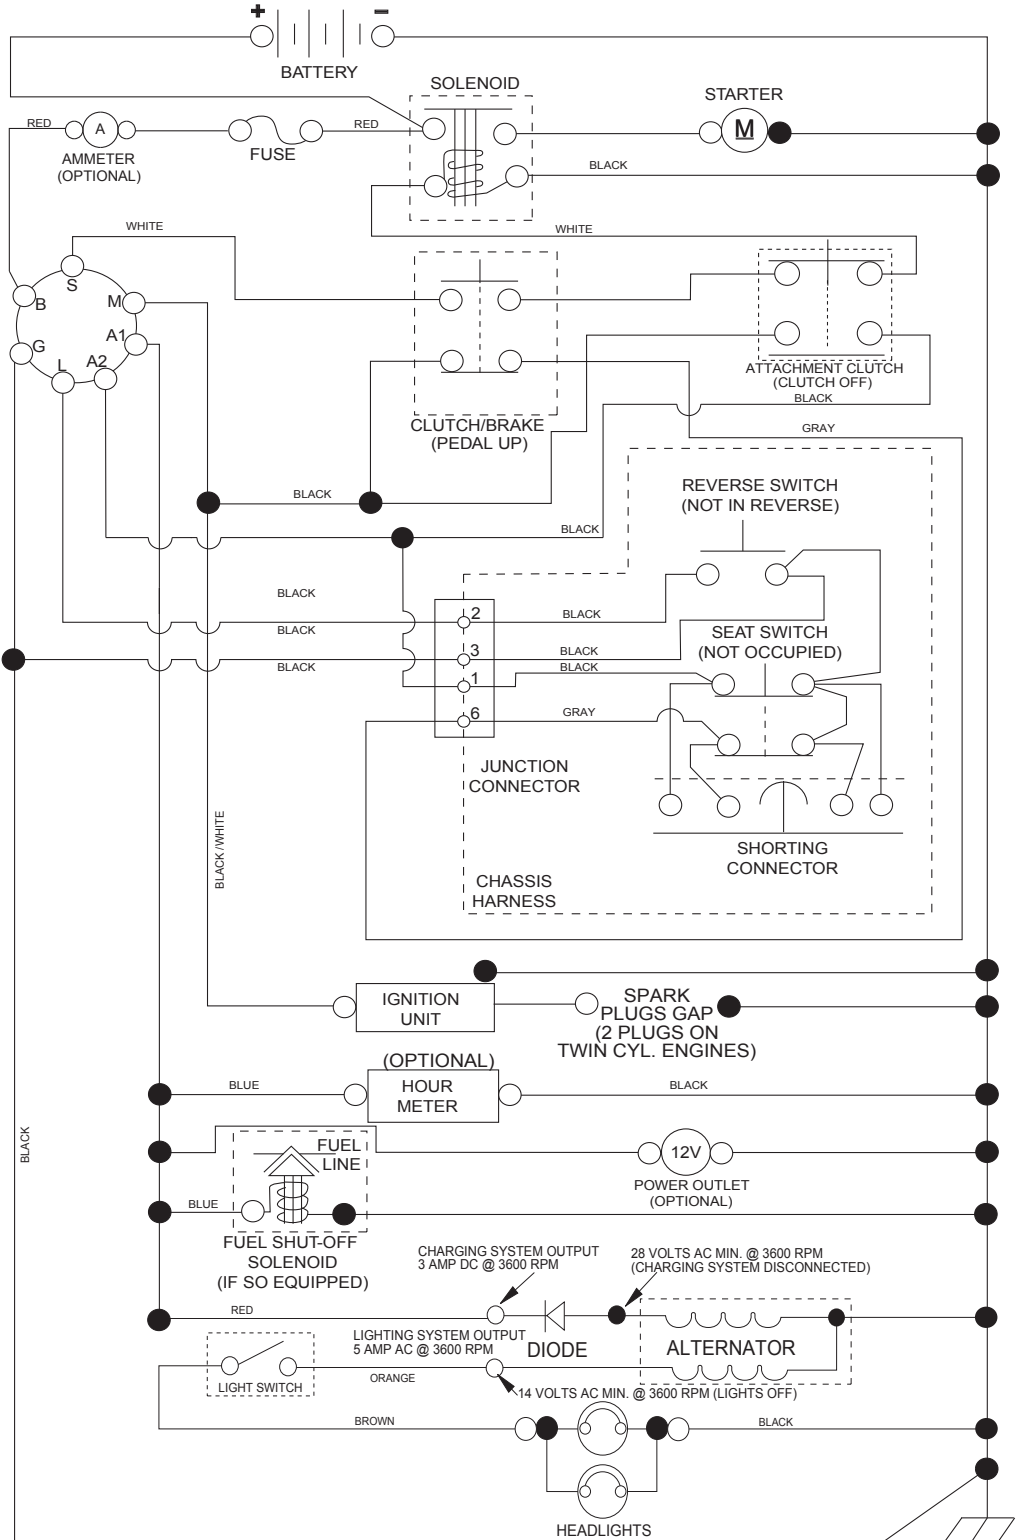 + −
BATTERY
SOLENOID
STARTER
RED
A
RED
M
AMMETER
(OPTIONAL)
FUSE
BLACK
WHITE
WHITE
S
B
M
G
A1
L
A2
ATTACHMENT CLUTCH
(CLUTCH OFF)
BLACK
CLUTCH/BRAKE
(PEDAL UP)
GRAY
REVERSE SWITCH
(NOT IN REVERSE)
BLACK
BLACK
BLACK
2
BLACK
BLACK
SEAT SWITCH
(NOT OCCUPIED)
3
BLACK
BLACK
BLACK
1
6
GRAY
JUNCTION
CONNECTOR
SHORTING
CONNECTOR
BLACK/WHITE
CHASSIS
HARNESS
IGNITION
UNIT
SPARK
PLUGS GAP
(2 PLUGS ON
TWIN CYL. ENGINES)
(OPTIONAL)
BLUE
HOUR
METER
BLACK
BLACK
FUEL
LINE
12V
POWER OUTLET
(OPTIONAL)
BLUE
FUEL SHUT-OFF
SOLENOID
(IF SO EQUIPPED)
CHARGING SYSTEM OUTPUT
3 AMP DC @ 3600 RPM
28 VOLTS AC MIN. @ 3600 RPM
(CHARGING SYSTEM DISCONNECTED)
RED
LIGHTING SYSTEM OUTPUT
5 AMP AC @ 3600 RPM
DIODE
ALTERNATOR
LIGHT SWITCH
ORANGE
14 VOLTS AC MIN. @ 3600 RPM (LIGHTS OFF)
BROWN
BLACK
HEADLIGHTS